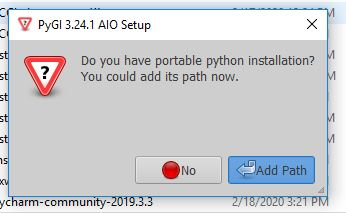 PyGI 3.24.1 AIO Setup
Do you have portable python installation?
You could add its path now.
No
Add Path
ycharm-community-2019.3.3
2/18/2020 3:21 PM